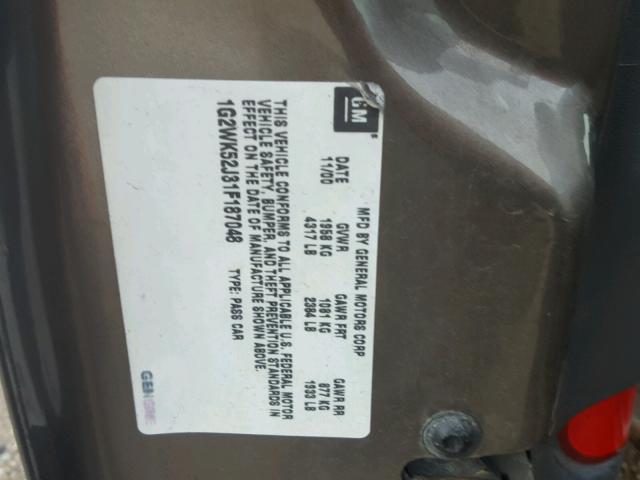 GM
MFD BY GENERAL MOTORS CORP
DATE GVWR GAWR FRT GAWR RR
11/00 1958 KG 1081 KG 877 KG
4317 LB 2384 LB 1933 LB
THIS VEHICLE CONFORMS TO ALL APPLICABLE U.S. FEDERAL MOTOR
VEHICLE SAFETY, BUMPER, AND THEFT PREVENTION STANDARDS IN
EFFECT ON THE DATE OF MANUFACTURE SHOWN ABOVE.
1G2WK52J31F187048 TYPE: PASS CAR